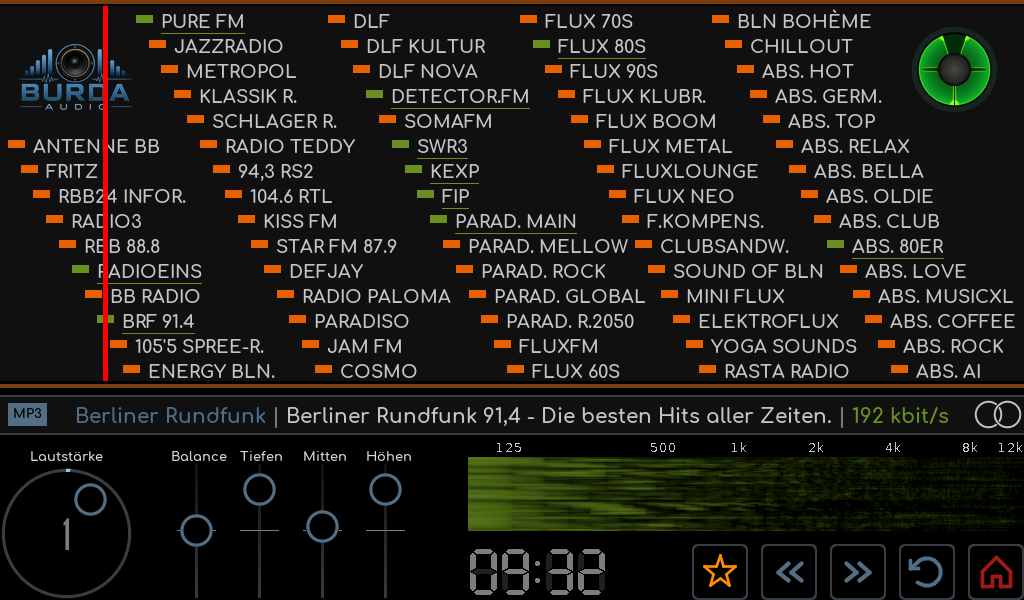 PURE FM DLF FLUX 70S BLN BOHÈME
JAZZRADIO DLF KULTUR FLUX 80S CHILLOUT
METROPOL DLF NOVA FLUX 90S ABS. HOT
BURDA KLASSIK R. DETECTOR.FM FLUX KLUBR. ABS. GERM.
AUDIO
SCHLAGER R. SOMAFM FLUX BOOM ABS. TOP
ANTENNE BB RADIO TEDDY SWR3 FLUX METAL ABS. RELAX
FRITZ 94,3 RS2 KEXP FLUXLOUNGE ABS. BELLA
RBB24 INFOR. 104.6 RTL FIP FLUX NEO ABS. OLDIE
RADIO3 KISS FM PARAD. MAIN F.KOMPENS. ABS. CLUB
RBB 88.8 STAR FM 87.9 PARAD. MELLOW CLUBSANDW. ABS. 80ER
RADIOEINS DEFJAY PARAD. ROCK SOUND OF BLN ABS. LOVE
BB RADIO RADIO PALOMA PARAD. GLOBAL MINI FLUX ABS. MUSICXL
BRF 91.4 PARADISO PARAD. R.2050 ELEKTROFLUX ABS. COFFEE
105'5 SPREE-R. JAM FM FLUXFM YOGA SOUNDS ABS. ROCK
ENERGY BLN. COSMO FLUX 60S RASTA RADIO ABS. AI
MP3 Berliner Rundfunk | Berliner Rundfunk 91,4 - Die besten Hits aller Zeiten. | 192 kbit/s
125 500 1k 2k 4k 8k 12k
Lautstärke Balance Tiefen Mitten Höhen
1
09:32